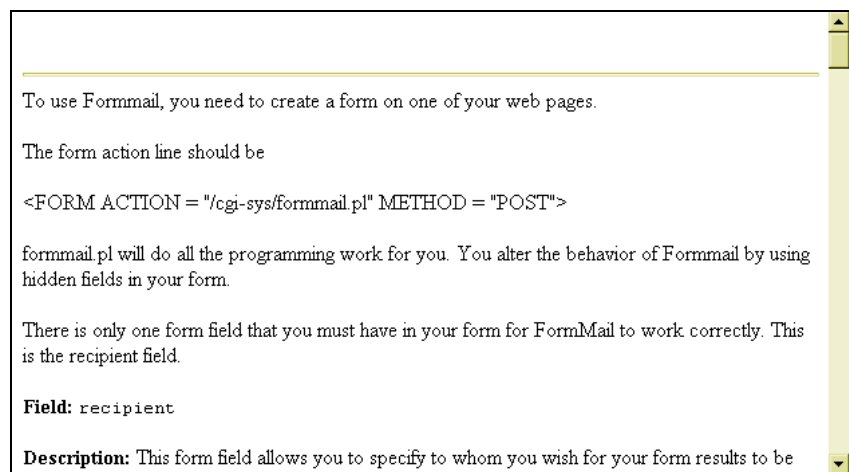 To use Formmail, you need to create a form on one of your web pages.
The form action line should be
<FORM ACTION = "/cgi-sys/formmail.pl" METHOD = "POST">
formmail.pl will do all the programming work for you. You alter the behavior of Formmail by using
hidden fields in your form.
There is only one form field that you must have in your form for FormMail to work correctly. This
is the recipient field.
Field: recipient
Description: This form field allows you to specify to whom you wish for your form results to be